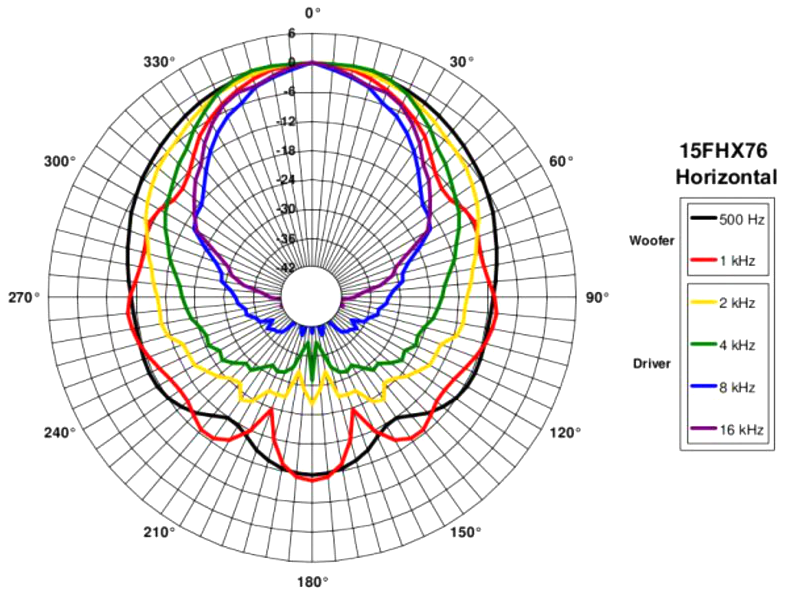 0°
330°
30°
300°
60°
270°
90°
240°
120°
210°
150°
180°
6
0
-6
-12
-18
-24
-30
-36
-42
15FHX76
Horizontal
Woofer
500 Hz
1 kHz
Driver
2 kHz
4 kHz
8 kHz
16 kHz